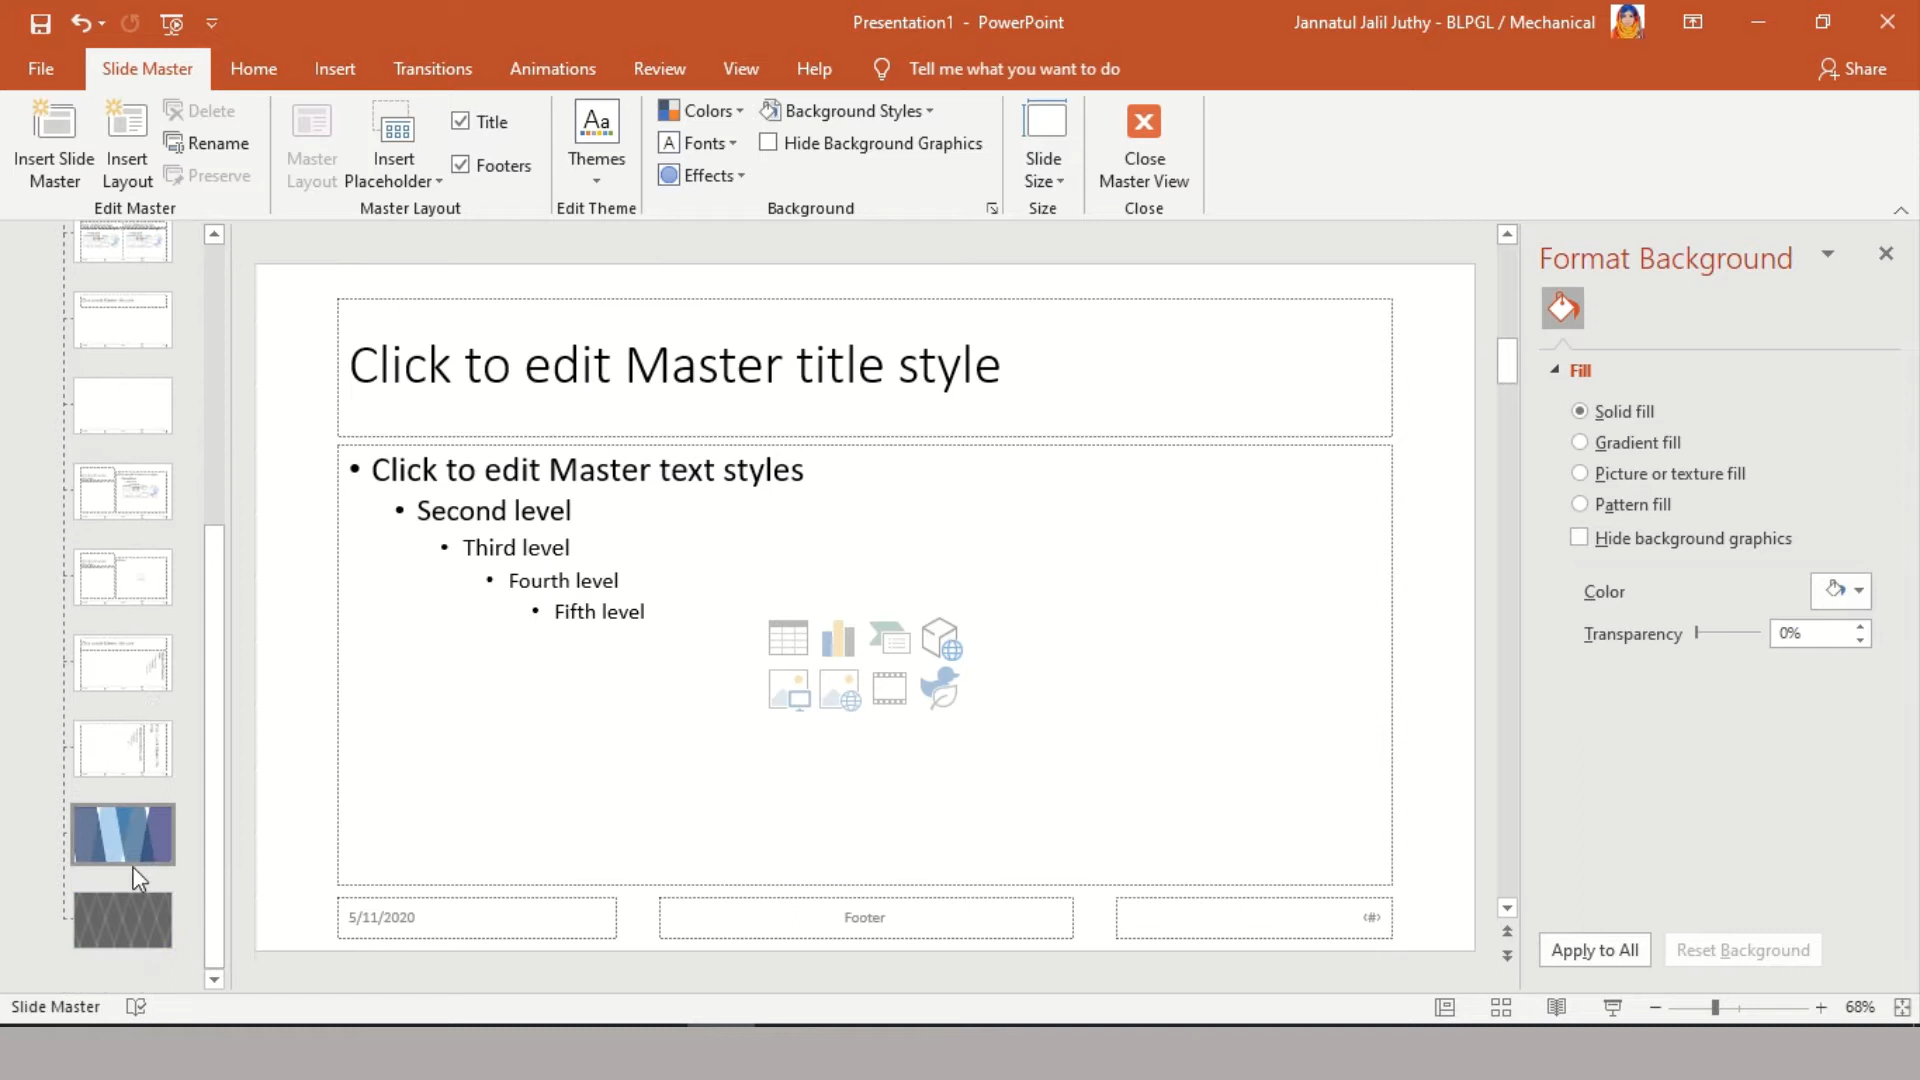 Presentation1 - PowerPoint
Jannatul Jalil Juthy - BLPGL / Mechanical
File
Slide Master
Home
Insert
Transitions
Animations
Review
View
Help
Tell me what you want to do
Share
Insert Slide Master
Insert Layout
Delete
Rename
Preserve
Edit Master
Master Layout
Insert Placeholder
Title
Footers
Master Layout
Aa
Themes
Edit Theme
Colors
A Fonts
Effects
Background Styles
Hide Background Graphics
Background
Slide Size
Size
Close Master View
Close
Click to edit Master title style
• Click to edit Master text styles
• Second level
• Third level
• Fourth level
• Fifth level
5/11/2020
Footer
‹#›
Format Background
Fill
Solid fill
Gradient fill
Picture or texture fill
Pattern fill
Hide background graphics
Color
Transparency
0%
Apply to All
Reset Background
Slide Master
68%